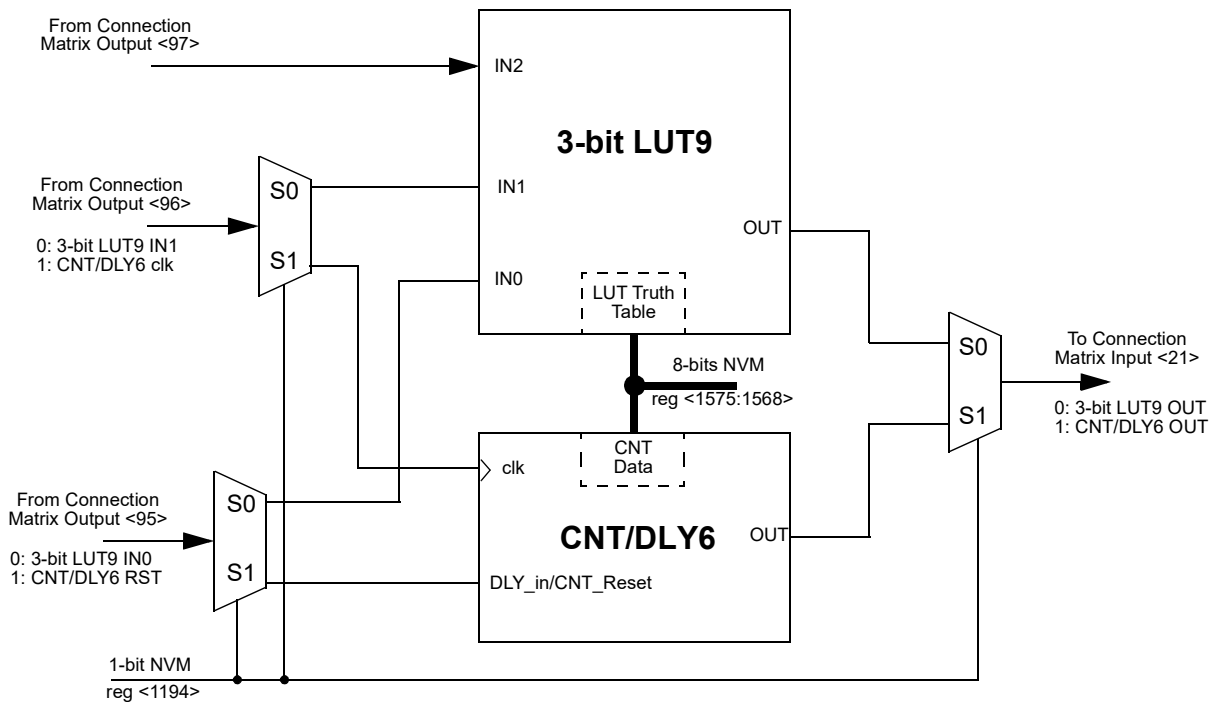 From Connection
Matrix Output <97>
IN2
3-bit LUT9
From Connection
Matrix Output <96>
0: 3-bit LUT9 IN1
1: CNT/DLY6 clk
S0
S1
IN1
IN0
OUT
LUT Truth
Table
8-bits NVM
reg <1575:1568>
S0
S1
To Connection
Matrix Input <21>
0: 3-bit LUT9 OUT
1: CNT/DLY6 OUT
From Connection
Matrix Output <95>
0: 3-bit LUT9 IN0
1: CNT/DLY6 RST
S0
S1
clk
CNT
Data
CNT/DLY6
OUT
DLY_in/CNT_Reset
1-bit NVM
reg <1194>